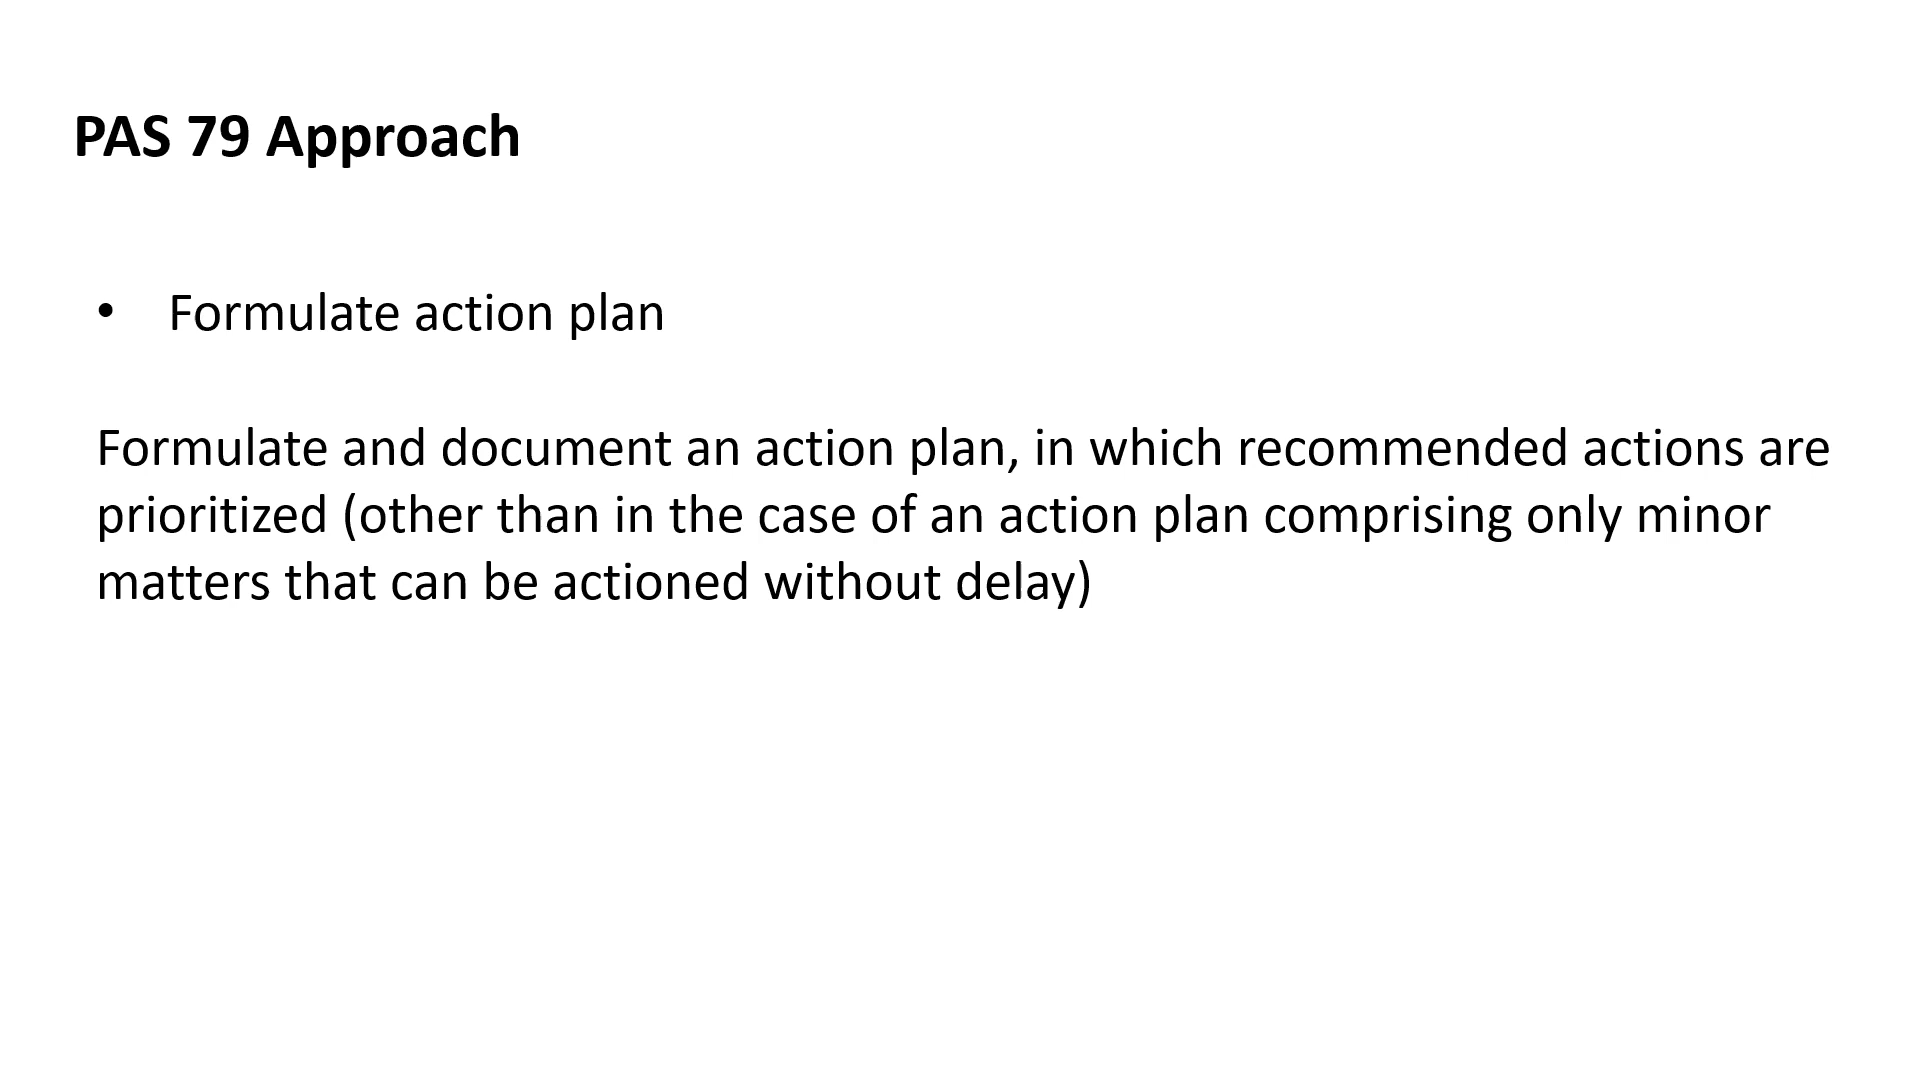 PAS 79 Approach
• Formulate action plan
Formulate and document an action plan, in which recommended actions are
prioritized (other than in the case of an action plan comprising only minor
matters that can be actioned without delay)